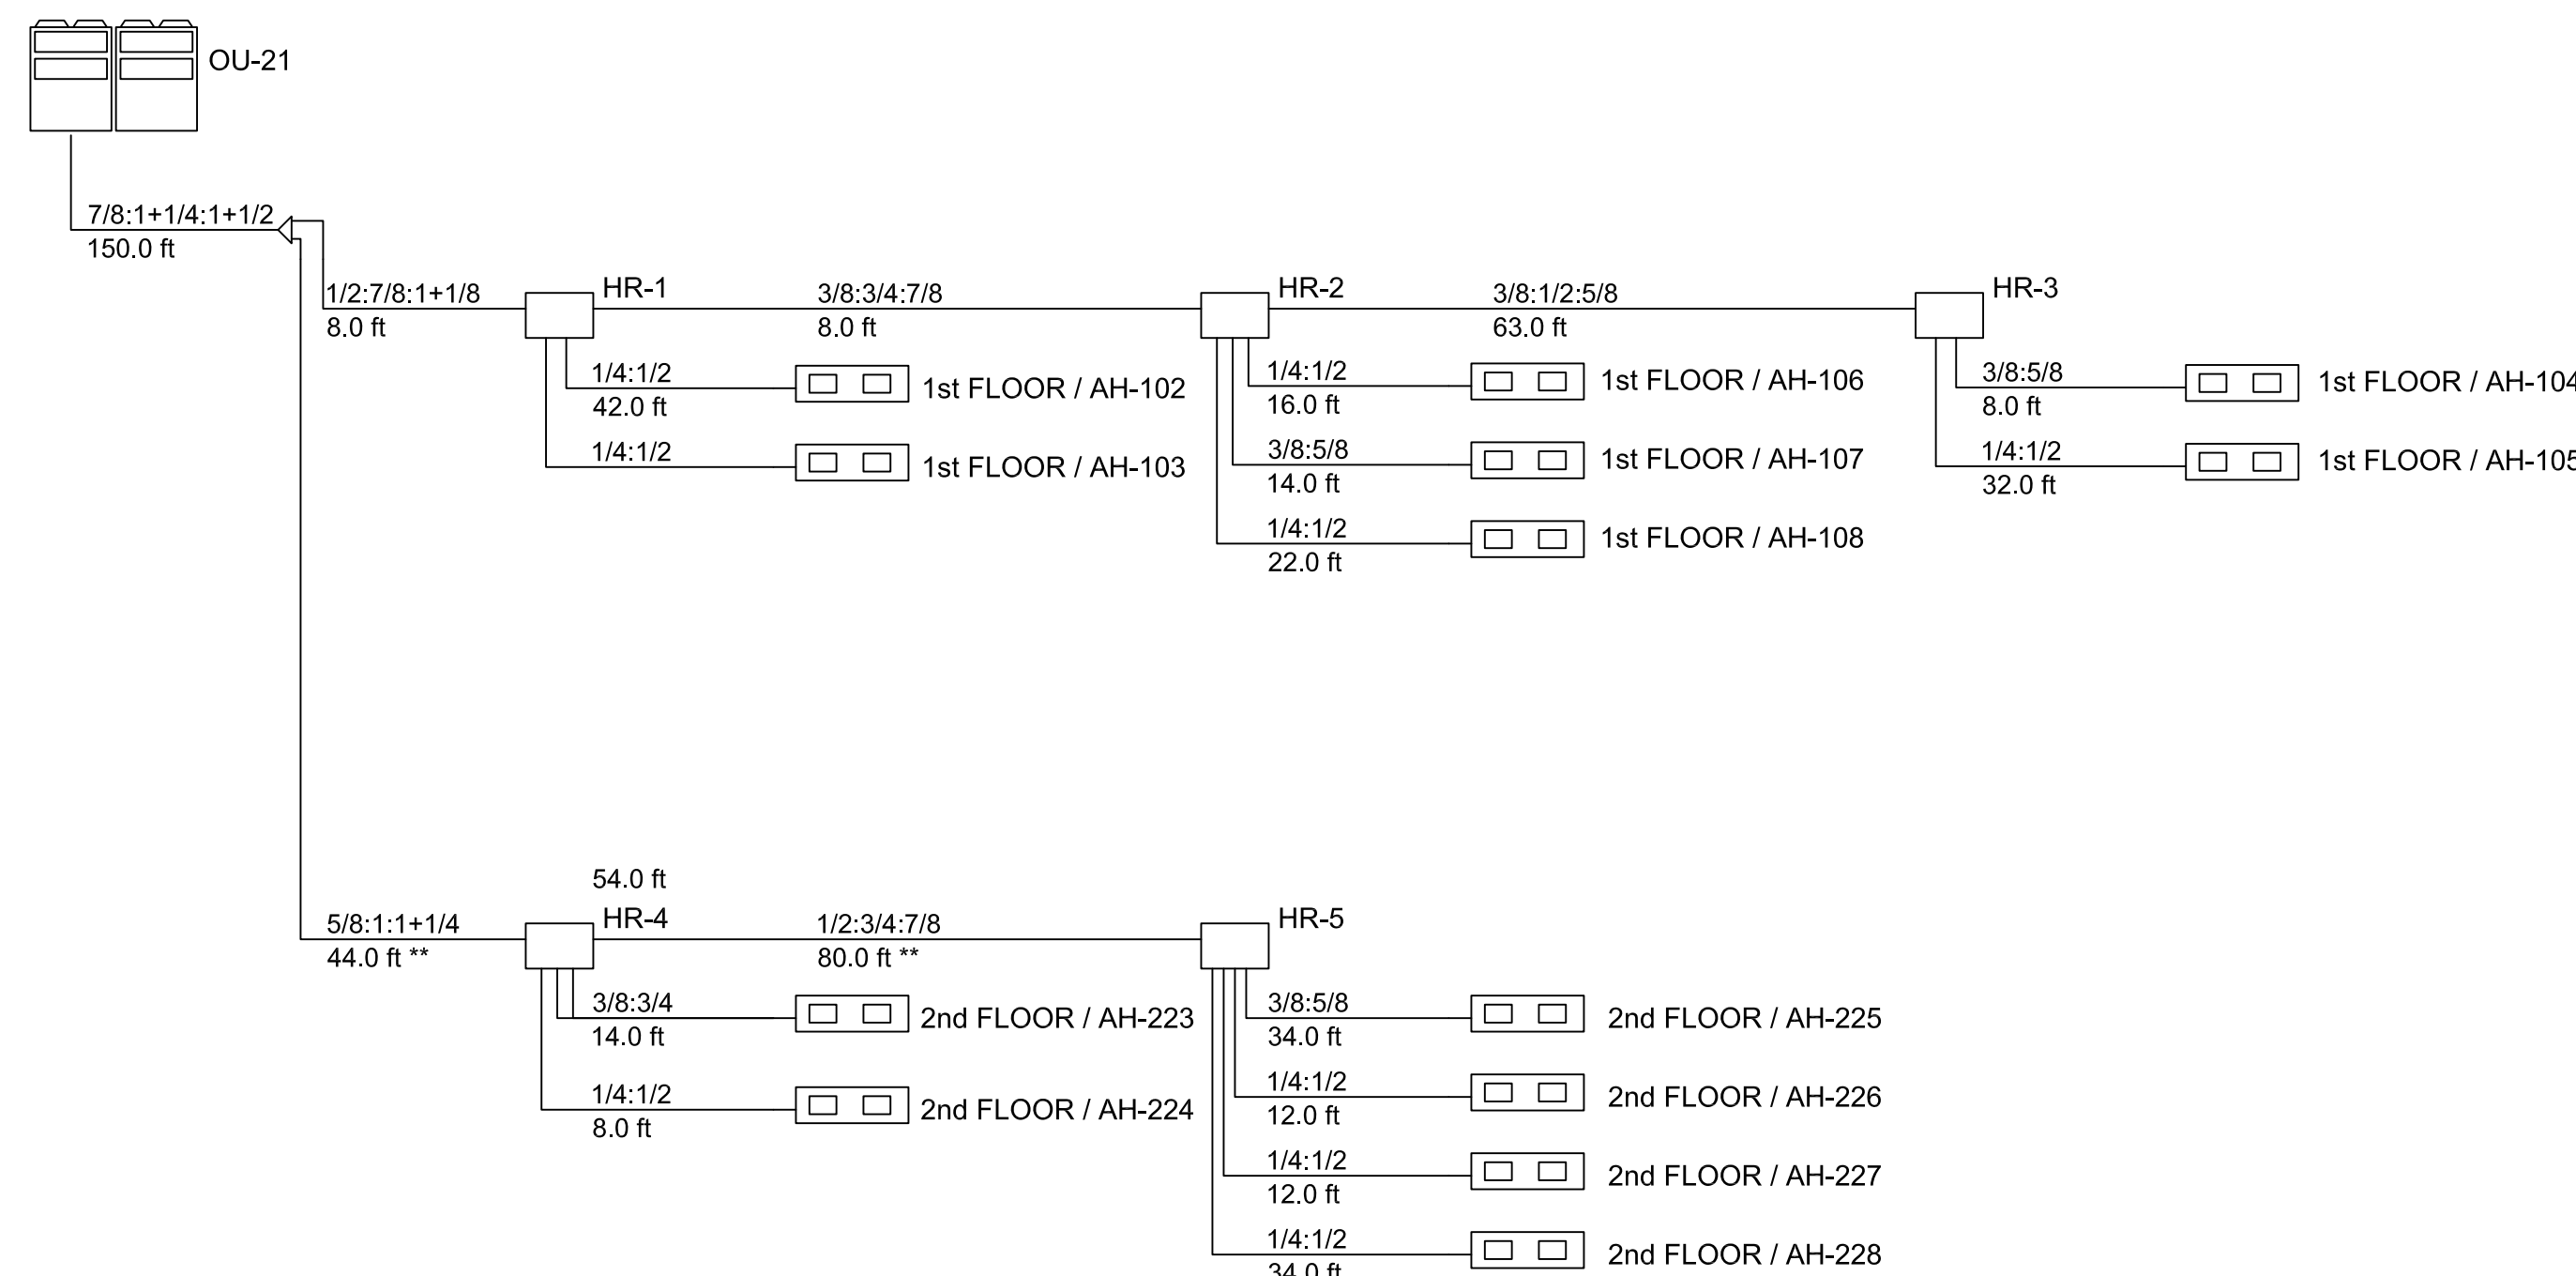 OU-21
7/8:1+1/4:1+1/2
150.0 ft
1/2:7/8:1+1/8
8.0 ft
HR-1
3/8:3/4:7/8
8.0 ft
HR-2
3/8:1/2:5/8
63.0 ft
HR-3
1/4:1/2
42.0 ft
1st FLOOR / AH-102
1/4:1/2
1st FLOOR / AH-103
1/4:1/2
16.0 ft
1st FLOOR / AH-106
3/8:5/8
14.0 ft
1st FLOOR / AH-107
1/4:1/2
22.0 ft
1st FLOOR / AH-108
3/8:5/8
8.0 ft
1st FLOOR / AH-104
1/4:1/2
32.0 ft
1st FLOOR / AH-105
54.0 ft
5/8:1:1+1/4
44.0 ft **
HR-4
1/2:3/4:7/8
80.0 ft **
HR-5
3/8:3/4
14.0 ft
2nd FLOOR / AH-223
1/4:1/2
8.0 ft
2nd FLOOR / AH-224
3/8:5/8
34.0 ft
2nd FLOOR / AH-225
1/4:1/2
12.0 ft
2nd FLOOR / AH-226
1/4:1/2
12.0 ft
2nd FLOOR / AH-227
1/4:1/2
34.0 ft
2nd FLOOR / AH-228